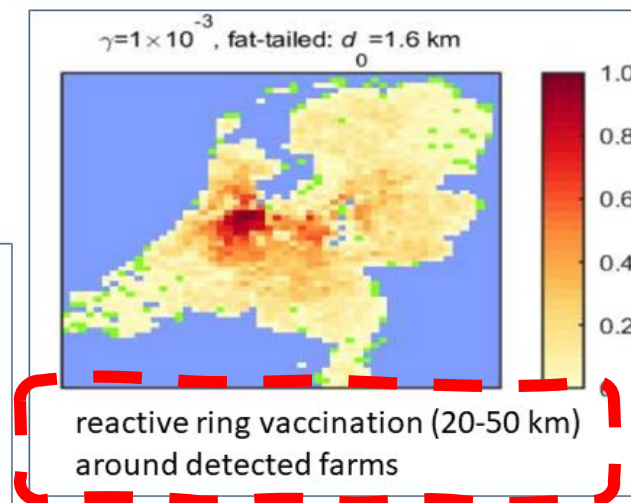 γ=1×10⁻³, fat-tailed: d₀=1.6 km
1.0
0.8
0.6
0.4
0.2
reactive ring vaccination (20-50 km)
around detected farms